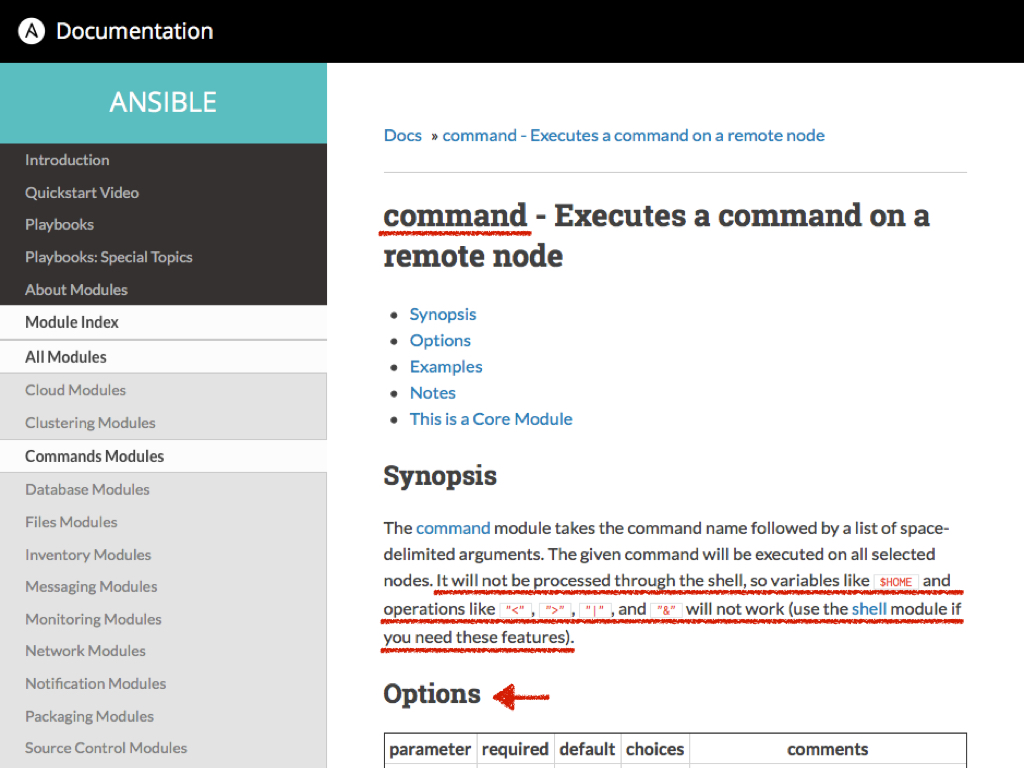 Documentation
ANSIBLE
Introduction
Quickstart Video
Playbooks
Playbooks: Special Topics
About Modules
Module Index
All Modules
Cloud Modules
Clustering Modules
Commands Modules
Database Modules
Files Modules
Inventory Modules
Messaging Modules
Monitoring Modules
Network Modules
Notification Modules
Packaging Modules
Source Control Modules
Docs » command - Executes a command on a remote node
command - Executes a command on a
remote node
Synopsis
Options
Examples
Notes
This is a Core Module
Synopsis
The command module takes the command name followed by a list of space-
delimited arguments. The given command will be executed on all selected
nodes. It will not be processed through the shell, so variables like $HOME and
operations like "<", ">", "|", and "&" will not work (use the shell module if
you need these features).
Options
parameter required default choices comments